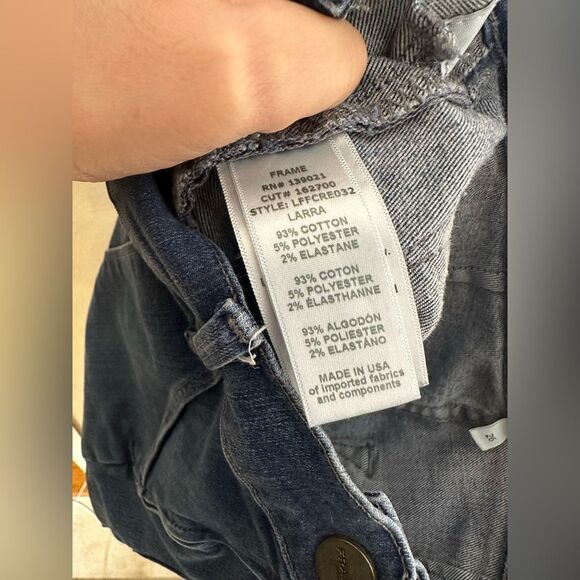 FRAME
RN# 139021
CUT# 162700
STYLE: LFFCRE032
LARRA
93% COTTON
5% POLYESTER
2% ELASTANE
93% COTON
5% POLYESTER
2% ÉLASTHANNE
93% ALGODÓN
5% POLIESTER
2% ELASTÁNO
MADE IN USA
of imported fabrics
and components